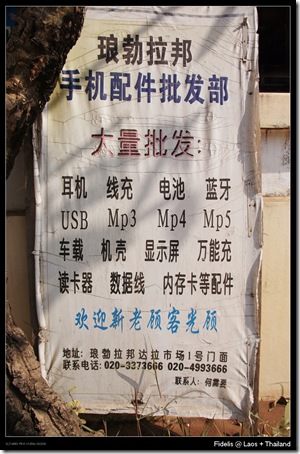 琅勃拉邦
手机配件批发部
大量批发:
耳机 线充 电池 蓝牙
USB Mp3 Mp4 Mp5
车载 机壳 显示屏 万能充
读卡器 数据线 内存卡等配件
欢迎新老顾客光顾
地址: 琅勃拉邦达拉市场1号门面
联系电话: 020-3373666 020-4993666
联系人: 何需
Fidelis @ Laos + Thailand